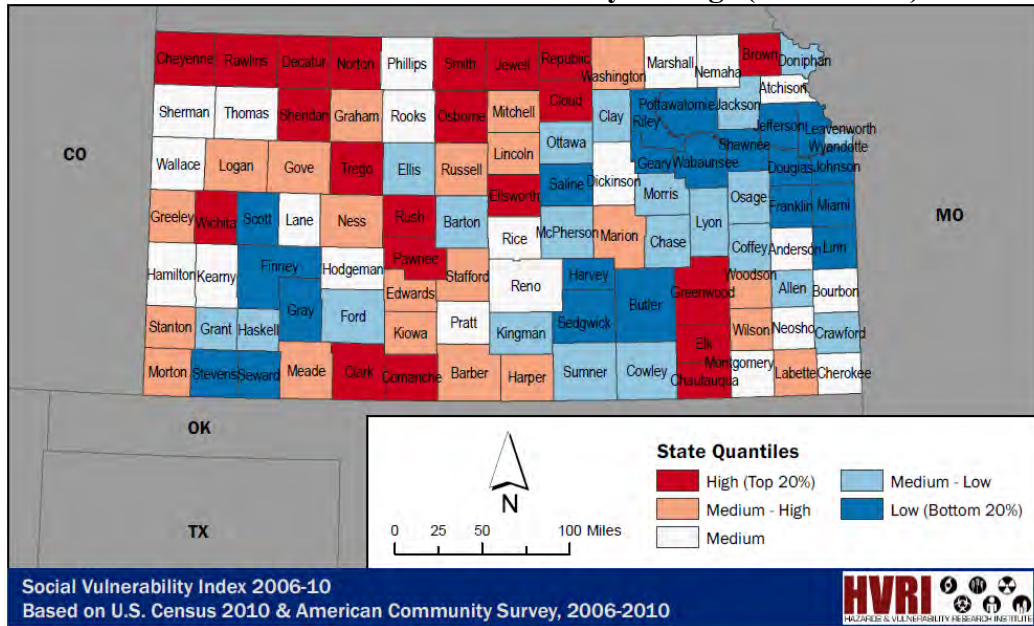 Cheyenne Rawlins Decatur Norton Phillips Smith Jewell Republic Washington Marshall Nemaha Brown Doniphan
Atchison
Sherman Thomas Sheridan Graham Rooks Osborne Mitchell Cloud Clay Riley Pottawatomie Jackson Jefferson Leavenworth
Wyandotte
CO
Wallace Logan Gove Trego Ellis Russell Lincoln Ottawa Saline Dickinson Geary Wabaunsee Shawnee Douglas Johnson
Ellsworth Morris Osage Franklin Miami
MO
Greeley Wichita Scott Lane Ness Rush Barton Rice McPherson Marion Chase Lyon Coffey Anderson Linn
Hamilton Kearny Finney Hodgeman Pawnee Stafford Reno Harvey Butler Greenwood Woodson Allen Bourbon
Gray Edwards
Stanton Grant Haskell Ford Kiowa Pratt Kingman Sedgwick Elk Wilson Neosho Crawford
Morton Stevens Seward Meade Clark Comanche Barber Harper Sumner Cowley Chautauqua Montgomery Labette Cherokee
OK
TX
N
0 25 50 100 Miles
State Quantiles
High (Top 20%)
Medium - High
Medium
Medium - Low
Low (Bottom 20%)
Social Vulnerability Index 2006-10
Based on U.S. Census 2010 & American Community Survey, 2006-2010
HVRI
HAZARDS & VULNERABILITY RESEARCH INSTITUTE